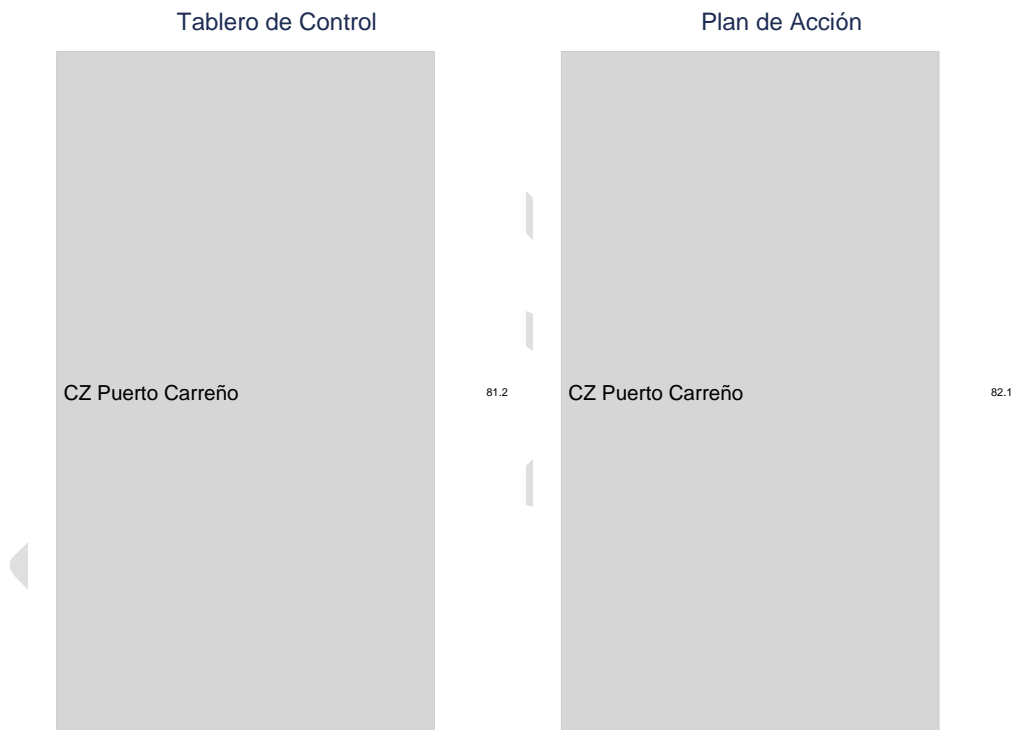 Tablero de Control
CZ Puerto Carreño
81.2
Plan de Acción
CZ Puerto Carreño
82.1